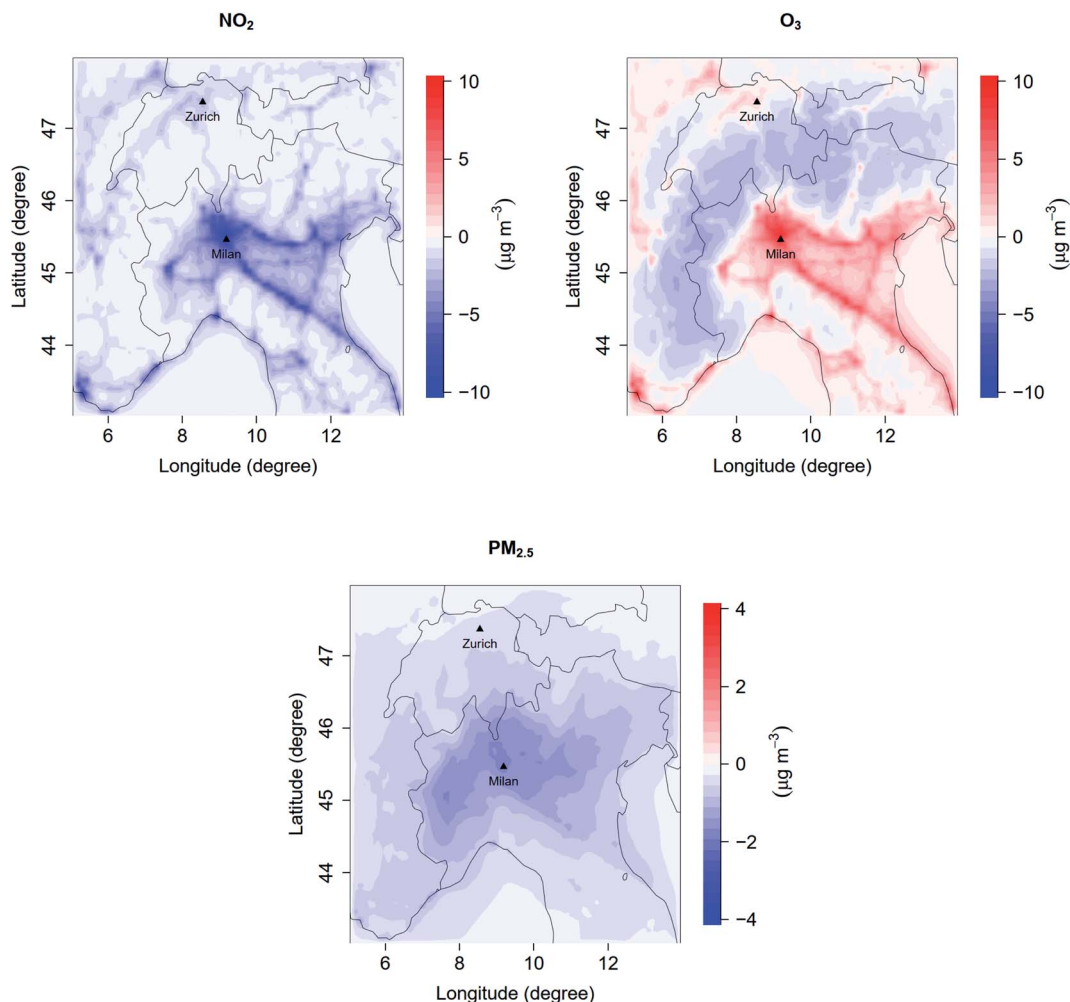 NO₂
47
46
45
44
Latitude (degree)
6 8 10 12
Longitude (degree)
Zurich
Milan
10
5
0
−5
−10
(µg m⁻³)
O₃
47
46
45
44
Latitude (degree)
6 8 10 12
Longitude (degree)
Zurich
Milan
10
5
0
−5
−10
(µg m⁻³)
PM₂.₅
47
46
45
44
Latitude (degree)
6 8 10 12
Longitude (degree)
Zurich
Milan
4
2
0
−2
−4
(µg m⁻³)